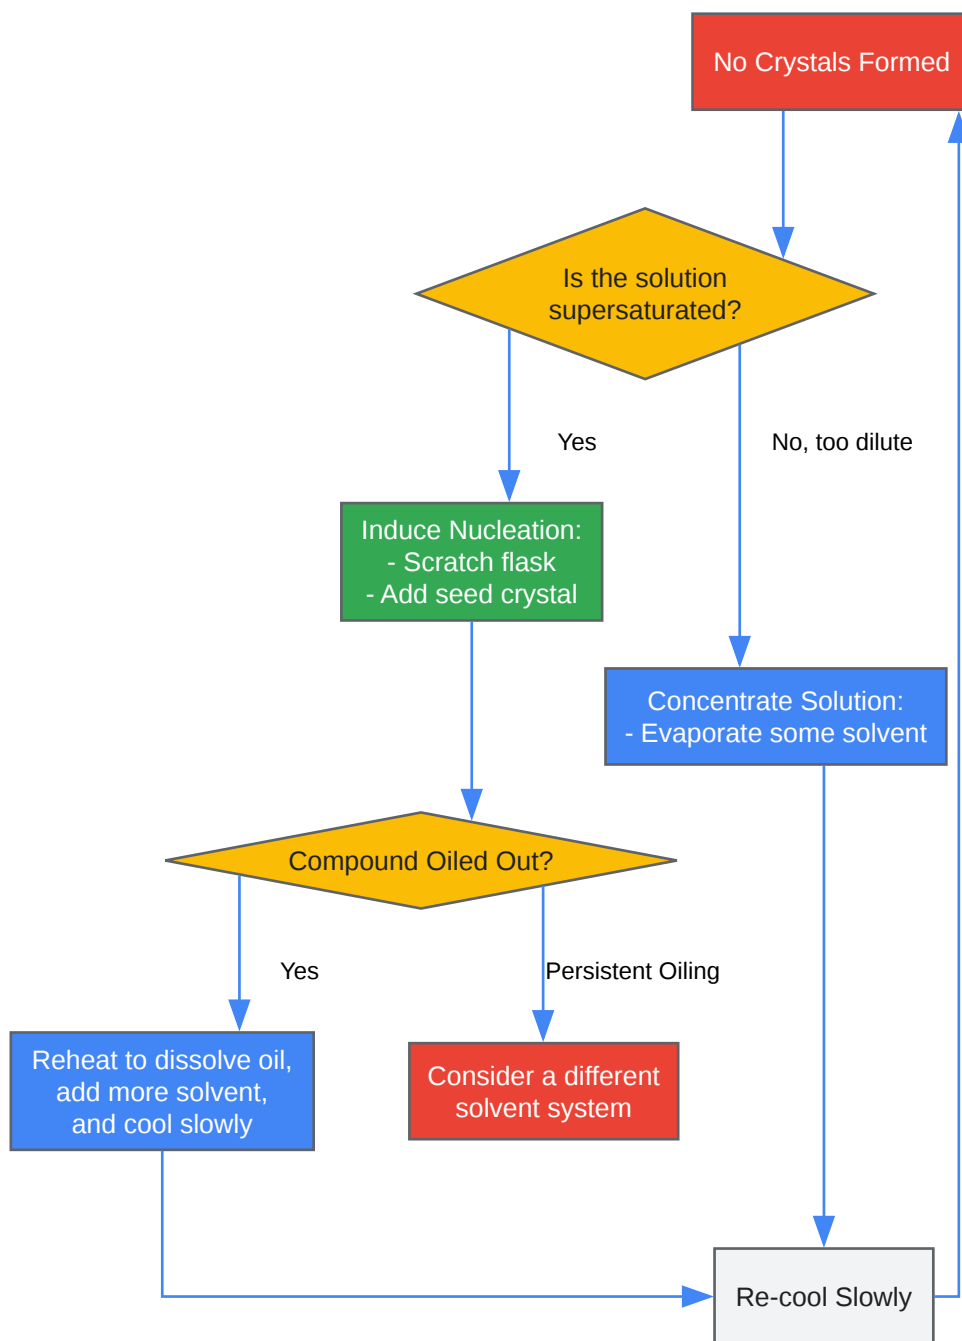 No Crystals Formed
Is the solution
supersaturated?
Yes
No, too dilute
Induce Nucleation:
- Scratch flask
- Add seed crystal
Concentrate Solution:
- Evaporate some solvent
Compound Oiled Out?
Yes
Persistent Oiling
Reheat to dissolve oil,
add more solvent,
and cool slowly
Consider a different
solvent system
Re-cool Slowly